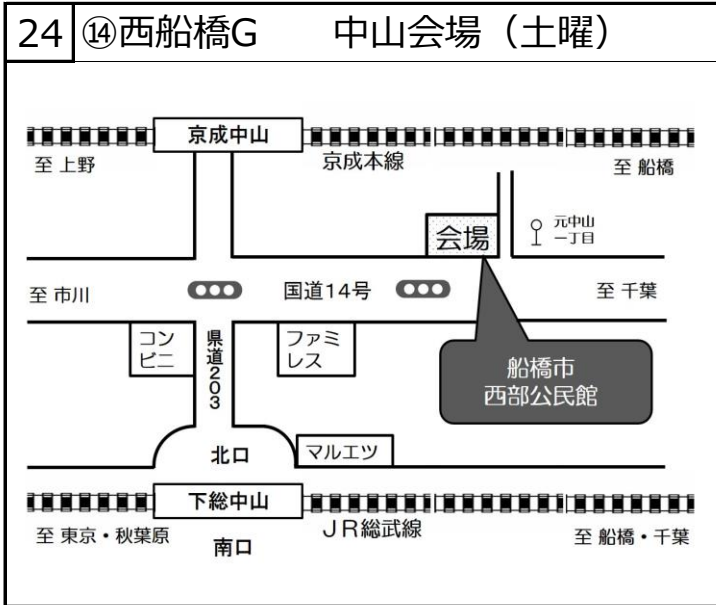 24 ⑭西船橋G 中山会場（土曜）
京成中山
至 上野
京成本線
至 船橋
会場
元中山
一丁目
至 市川
国道14号
至 千葉
コン
ビニ
県道203
ファミ
レス
船橋市
西部公民館
北口
マルエツ
下総中山
至 東京・秋葉原
JR総武線
至 船橋・千葉
南口